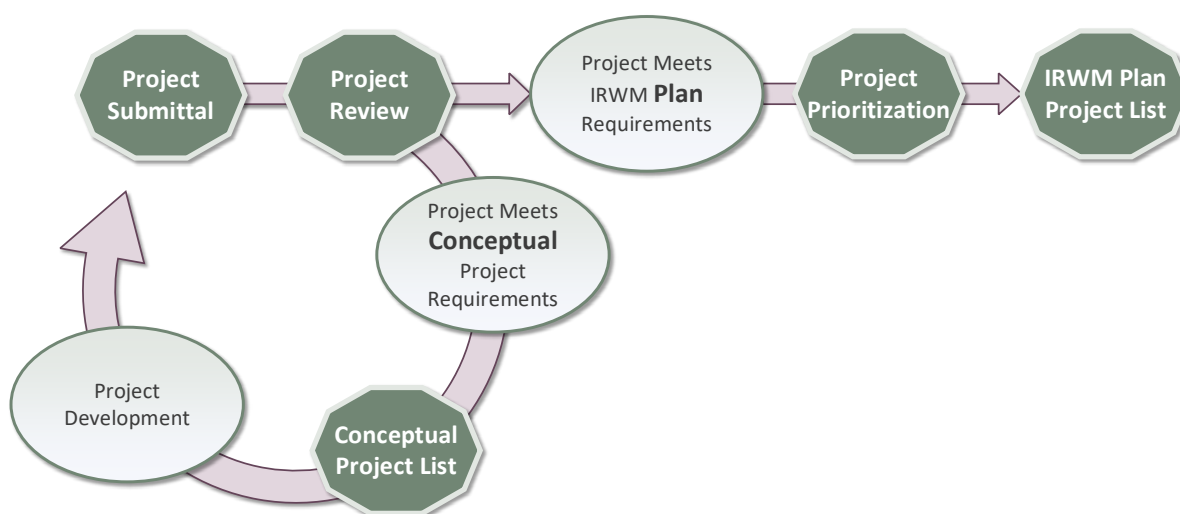 Project
Submittal
Project
Review
Project Meets
IRWM Plan
Requirements
Project
Prioritization
IRWM Plan
Project List
Project Meets
Conceptual
Project
Requirements
Conceptual
Project List
Project
Development